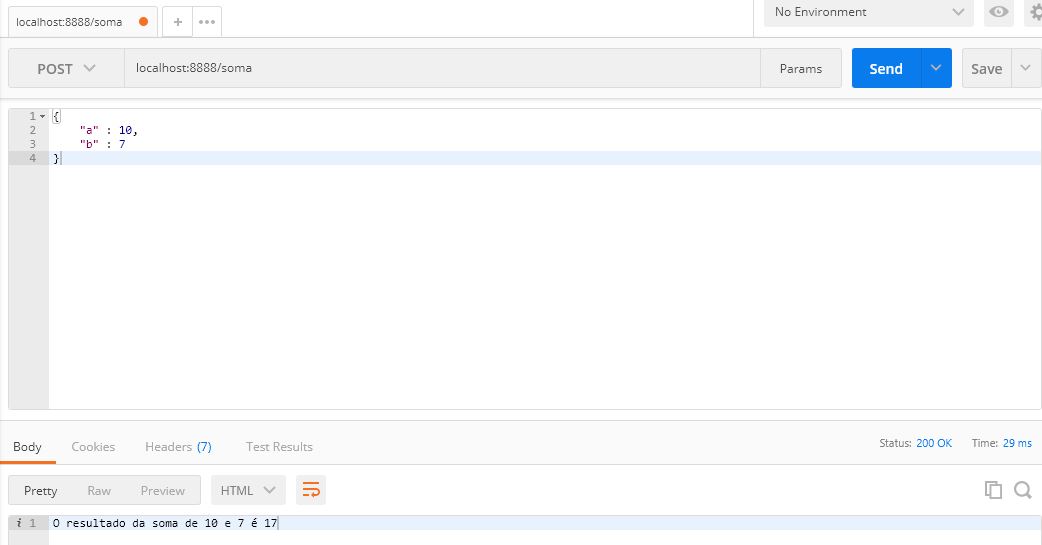 localhost:8888/soma
No Environment
POST
localhost:8888/soma
Params
Send
Save
1 {
2 "a" : 10,
3 "b" : 7
4 }
Body
Cookies
Headers (7)
Test Results
Status: 200 OK
Time: 29 ms
Pretty
Raw
Preview
HTML
i 1 O resultado da soma de 10 e 7 é 17